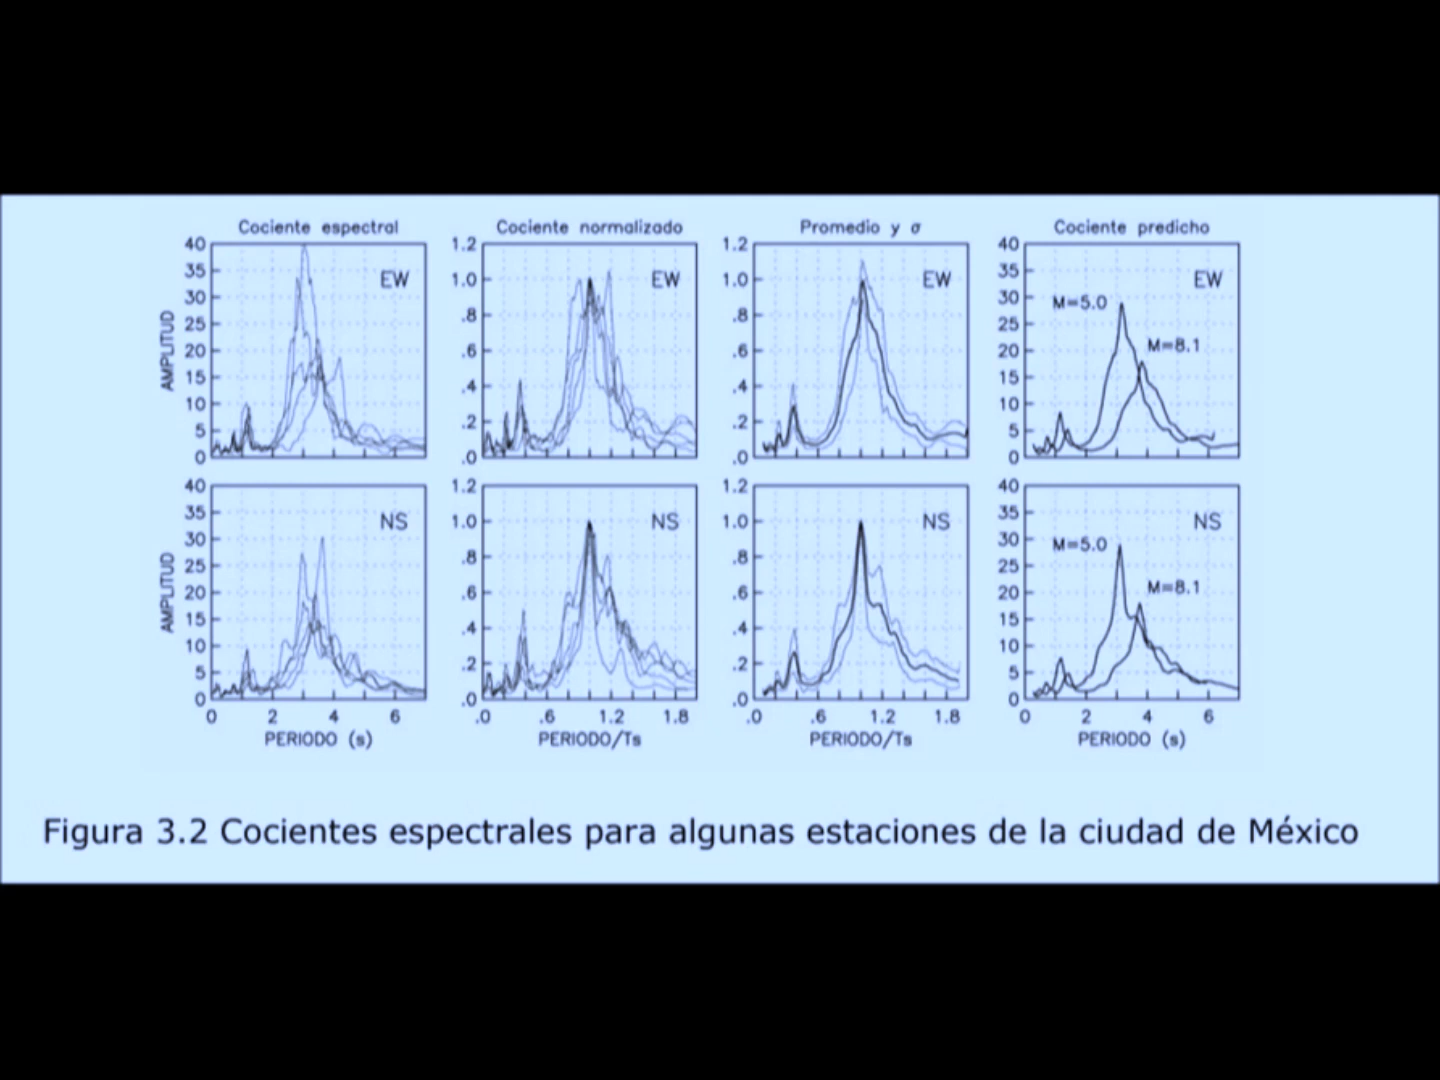 Cociente espectral
Cociente normalizado
Promedio y σ
Cociente predicho
40
35
30
25
20
15
10
5
0
AMPLITUD
EW
1.2
1.0
.8
.6
.4
.2
.0
EW
1.2
1.0
.8
.6
.4
.2
.0
EW
40
35
30
25
20
15
10
5
0
EW
M=5.0
M=8.1
40
35
30
25
20
15
10
5
0
AMPLITUD
NS
1.2
1.0
.8
.6
.4
.2
.0
NS
1.2
1.0
.8
.6
.4
.2
.0
NS
40
35
30
25
20
15
10
5
0
NS
M=5.0
M=8.1
0 2 4 6
.0 .6 1.2 1.8
.0 .6 1.2 1.8
0 2 4 6
PERIODO (s)
PERIODO/Ts
PERIODO/Ts
PERIODO (s)
Figura 3.2 Cocientes espectrales para algunas estaciones de la ciudad de México